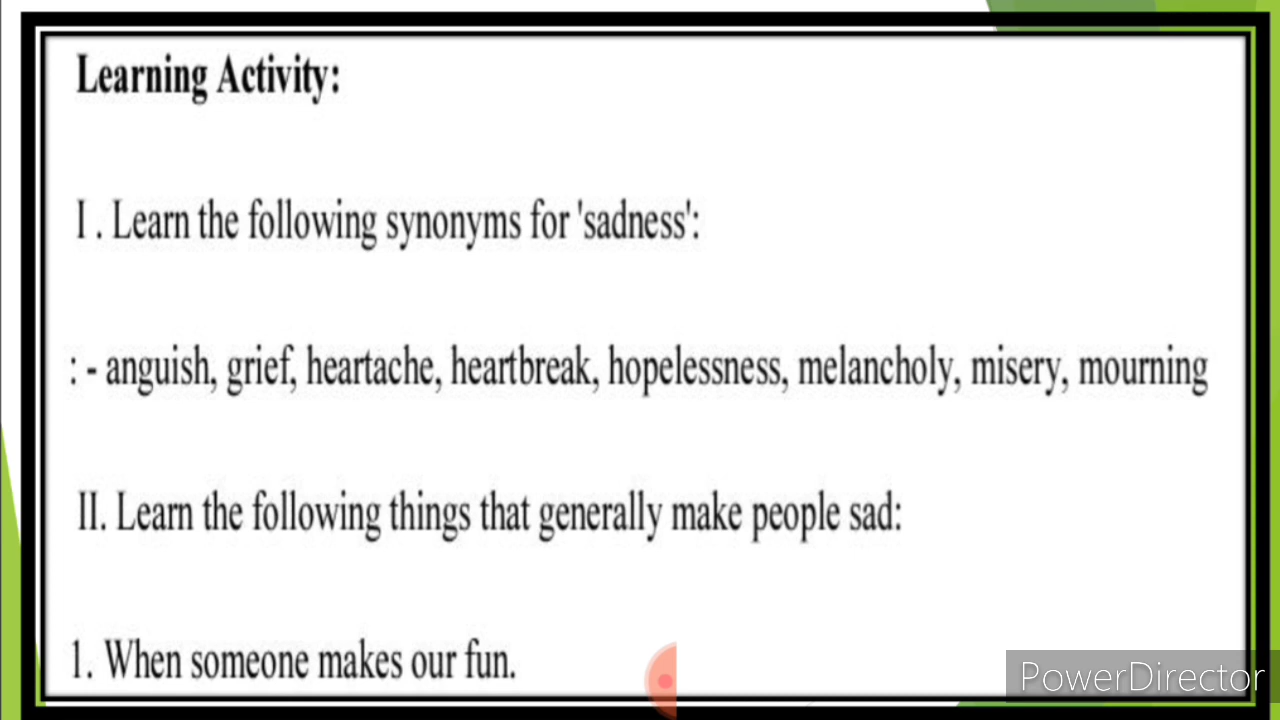 Learning Activity:
I . Learn the following synonyms for 'sadness':
: - anguish, grief, heartache, heartbreak, hopelessness, melancholy, misery, mourning
II. Learn the following things that generally make people sad:
1. When someone makes our fun.
PowerDirector